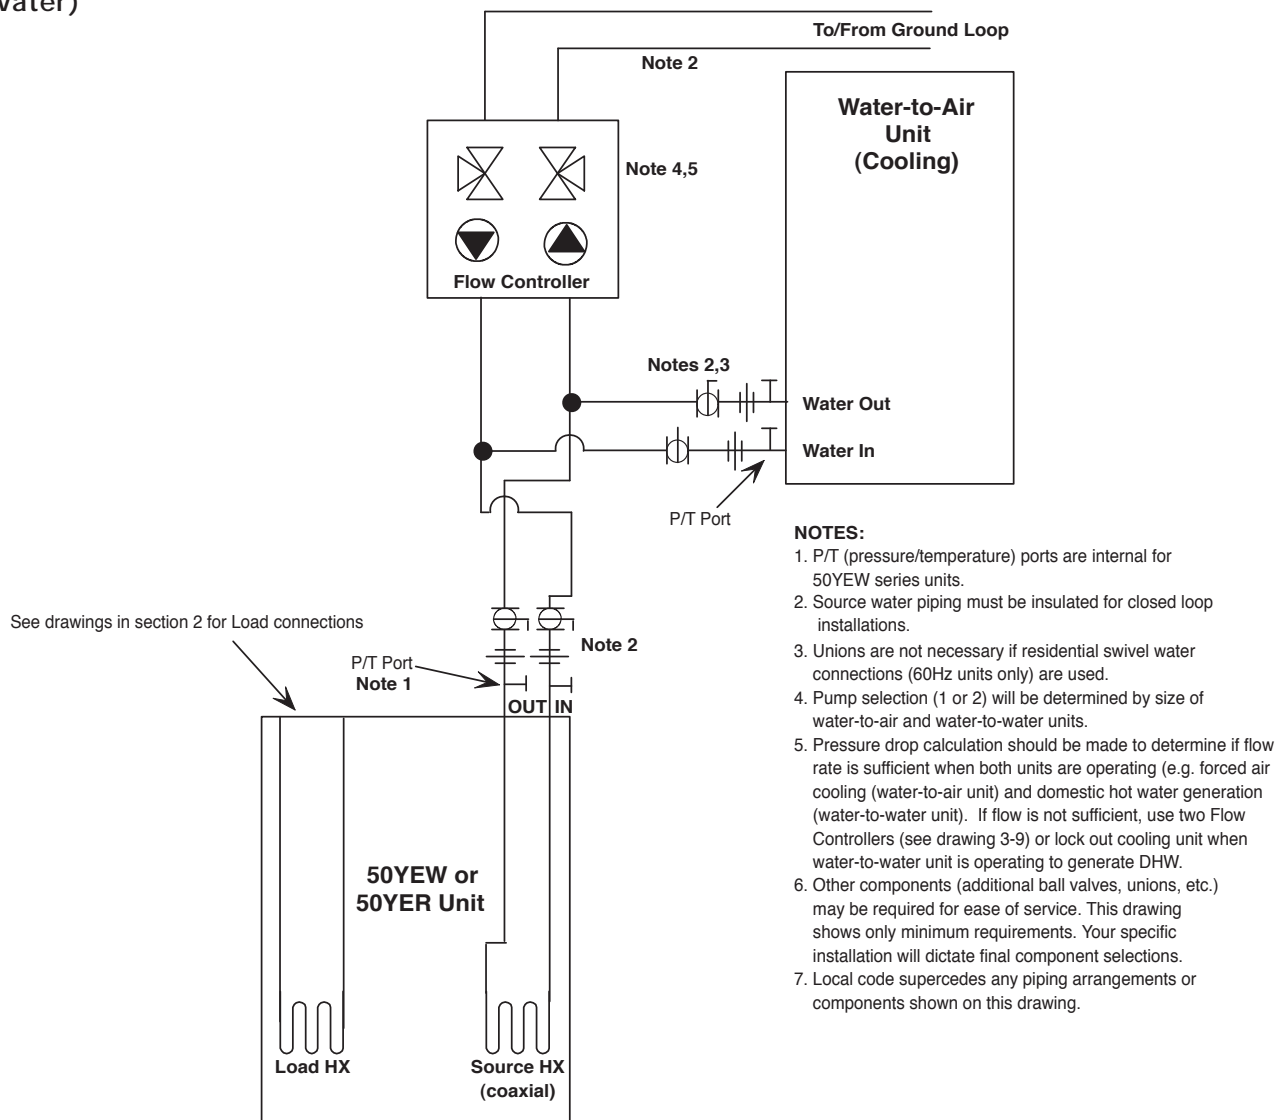 To/From Ground Loop
Note 2
Water-to-Air
Unit
(Cooling)
Note 4,5
Flow Controller
Notes 2,3
Water Out
Water In
P/T Port
See drawings in section 2 for Load connections
P/T Port
Note 1
Note 2
OUT IN
50YEW or
50YER Unit
Load HX
Source HX
(coaxial)
NOTES:
1. P/T (pressure/temperature) ports are internal for
50YEW series units.
2. Source water piping must be insulated for closed loop
installations.
3. Unions are not necessary if residential swivel water
connections (60Hz units only) are used.
4. Pump selection (1 or 2) will be determined by size of
water-to-air and water-to-water units.
5. Pressure drop calculation should be made to determine if flow
rate is sufficient when both units are operating (e.g. forced air
cooling (water-to-air unit) and domestic hot water generation
(water-to-water unit). If flow is not sufficient, use two Flow
Controllers (see drawing 3-9) or lock out cooling unit when
water-to-water unit is operating to generate DHW.
6. Other components (additional ball valves, unions, etc.)
may be required for ease of service. This drawing
shows only minimum requirements. Your specific
installation will dictate final component selections.
7. Local code supercedes any piping arrangements or
components shown on this drawing.